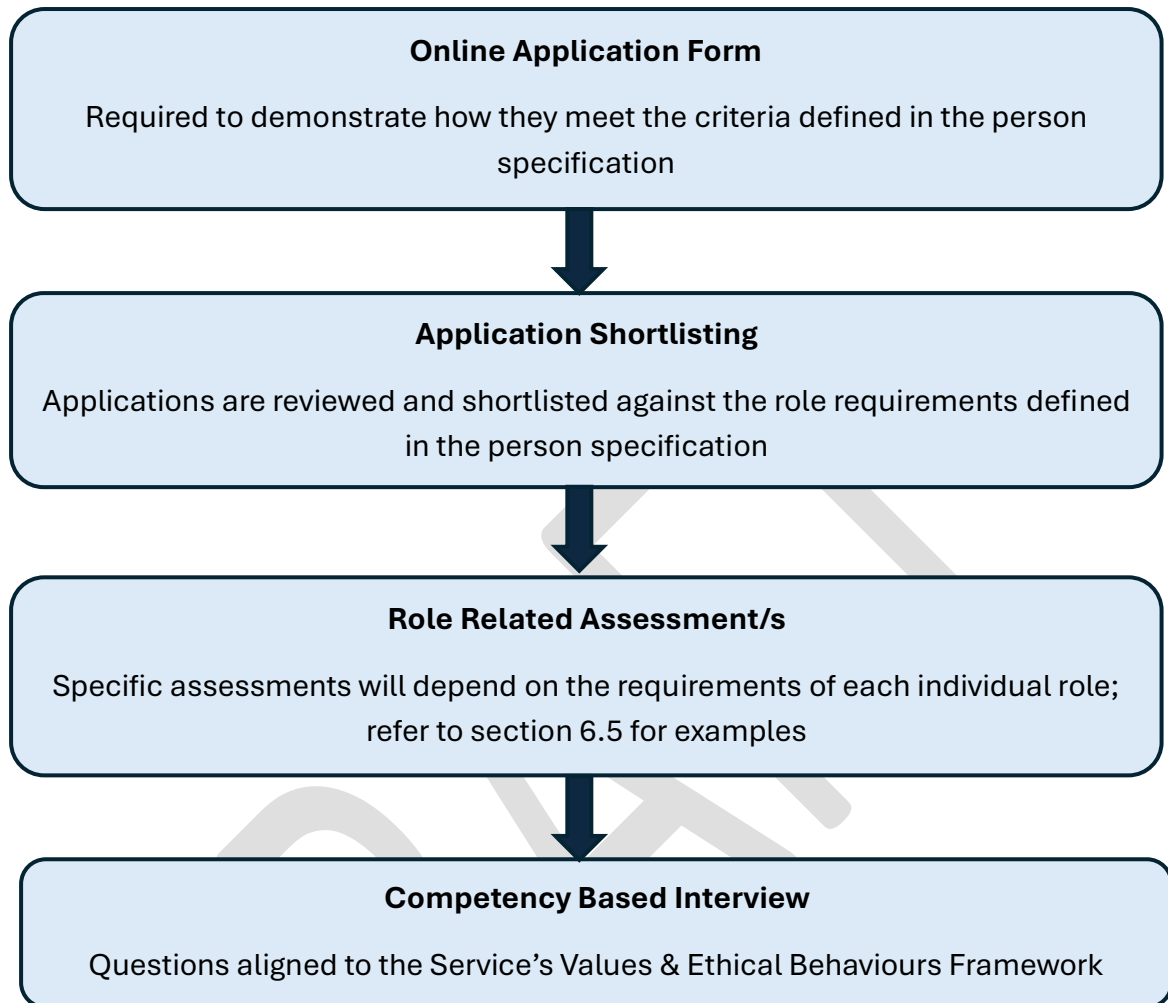 Online Application Form
Required to demonstrate how they meet the criteria defined in the person
specification
Application Shortlisting
Applications are reviewed and shortlisted against the role requirements defined
in the person specification
Role Related Assessment/s
Specific assessments will depend on the requirements of each individual role;
refer to section 6.5 for examples
Competency Based Interview
Questions aligned to the Service’s Values & Ethical Behaviours Framework